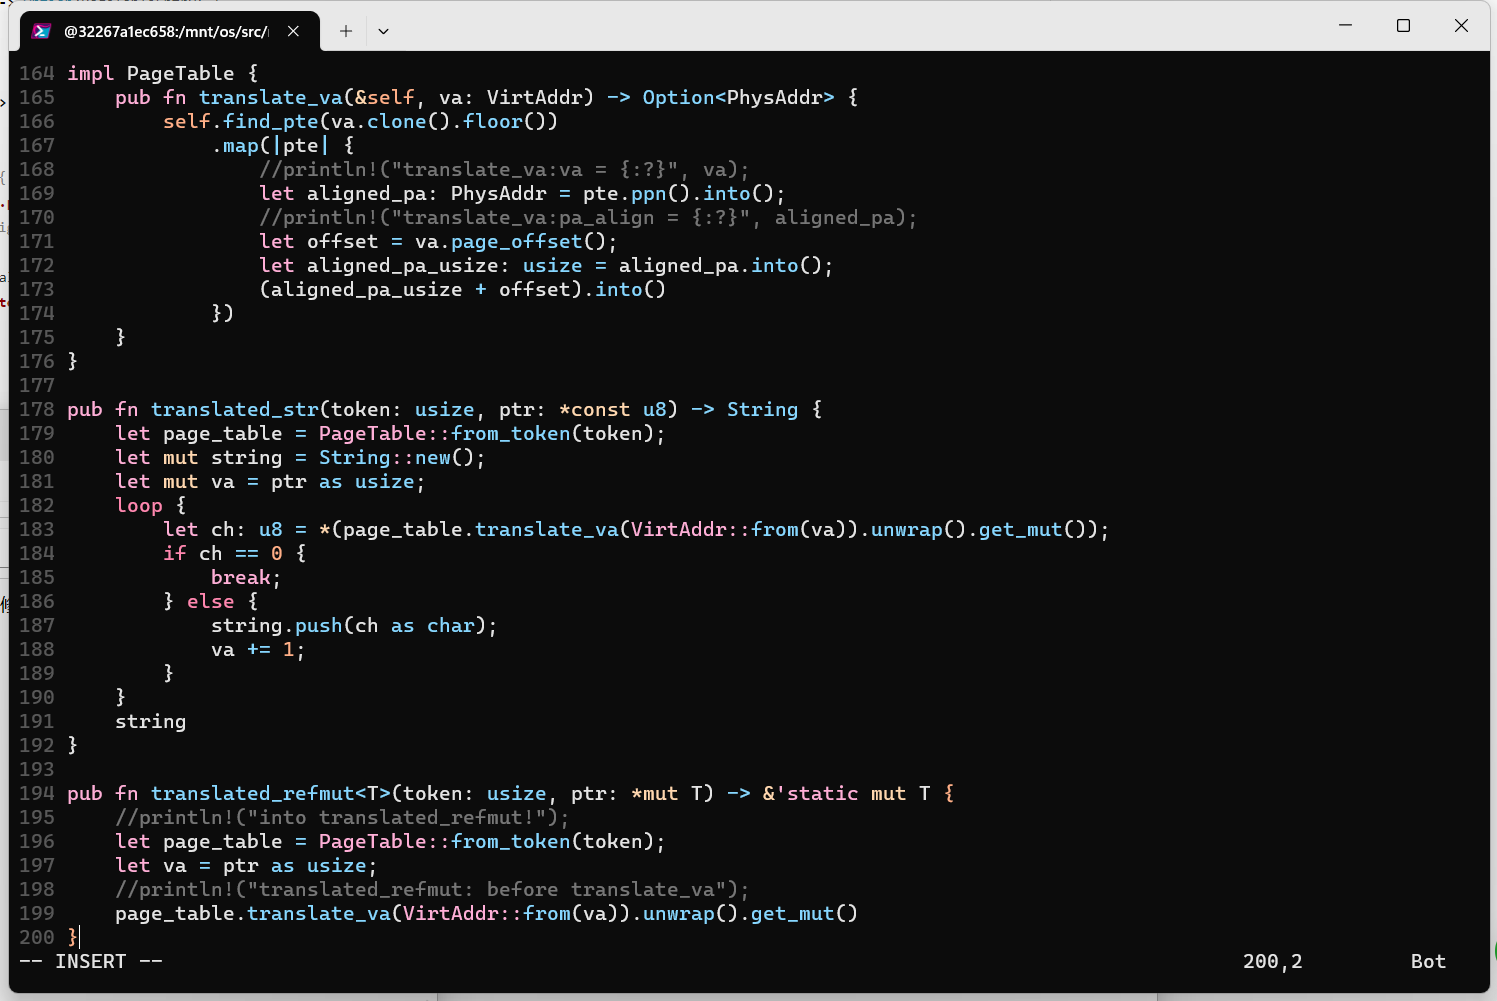 @32267a1ec658:/mnt/os/src/
164 impl PageTable {
165     pub fn translate_va(&self, va: VirtAddr) -> Option<PhysAddr> {
166         self.find_pte(va.clone().floor())
167             .map(|pte| {
168                 //println!("translate_va:va = {:?}", va);
169                 let aligned_pa: PhysAddr = pte.ppn().into();
170                 //println!("translate_va:pa_align = {:?}", aligned_pa);
171                 let offset = va.page_offset();
172                 let aligned_pa_usize: usize = aligned_pa.into();
173                 (aligned_pa_usize + offset).into()
174             })
175     }
176 }
177
178 pub fn translated_str(token: usize, ptr: *const u8) -> String {
179     let page_table = PageTable::from_token(token);
180     let mut string = String::new();
181     let mut va = ptr as usize;
182     loop {
183         let ch: u8 = *(page_table.translate_va(VirtAddr::from(va)).unwrap().get_mut());
184         if ch == 0 {
185             break;
186         } else {
187             string.push(ch as char);
188             va += 1;
189         }
190     }
191     string
192 }
193
194 pub fn translated_refmut<T>(token: usize, ptr: *mut T) -> &'static mut T {
195     //println!("into translated_refmut!");
196     let page_table = PageTable::from_token(token);
197     let va = ptr as usize;
198     //println!("translated_refmut: before translate_va");
199     page_table.translate_va(VirtAddr::from(va)).unwrap().get_mut()
200 }
-- INSERT -- 200,2 Bot